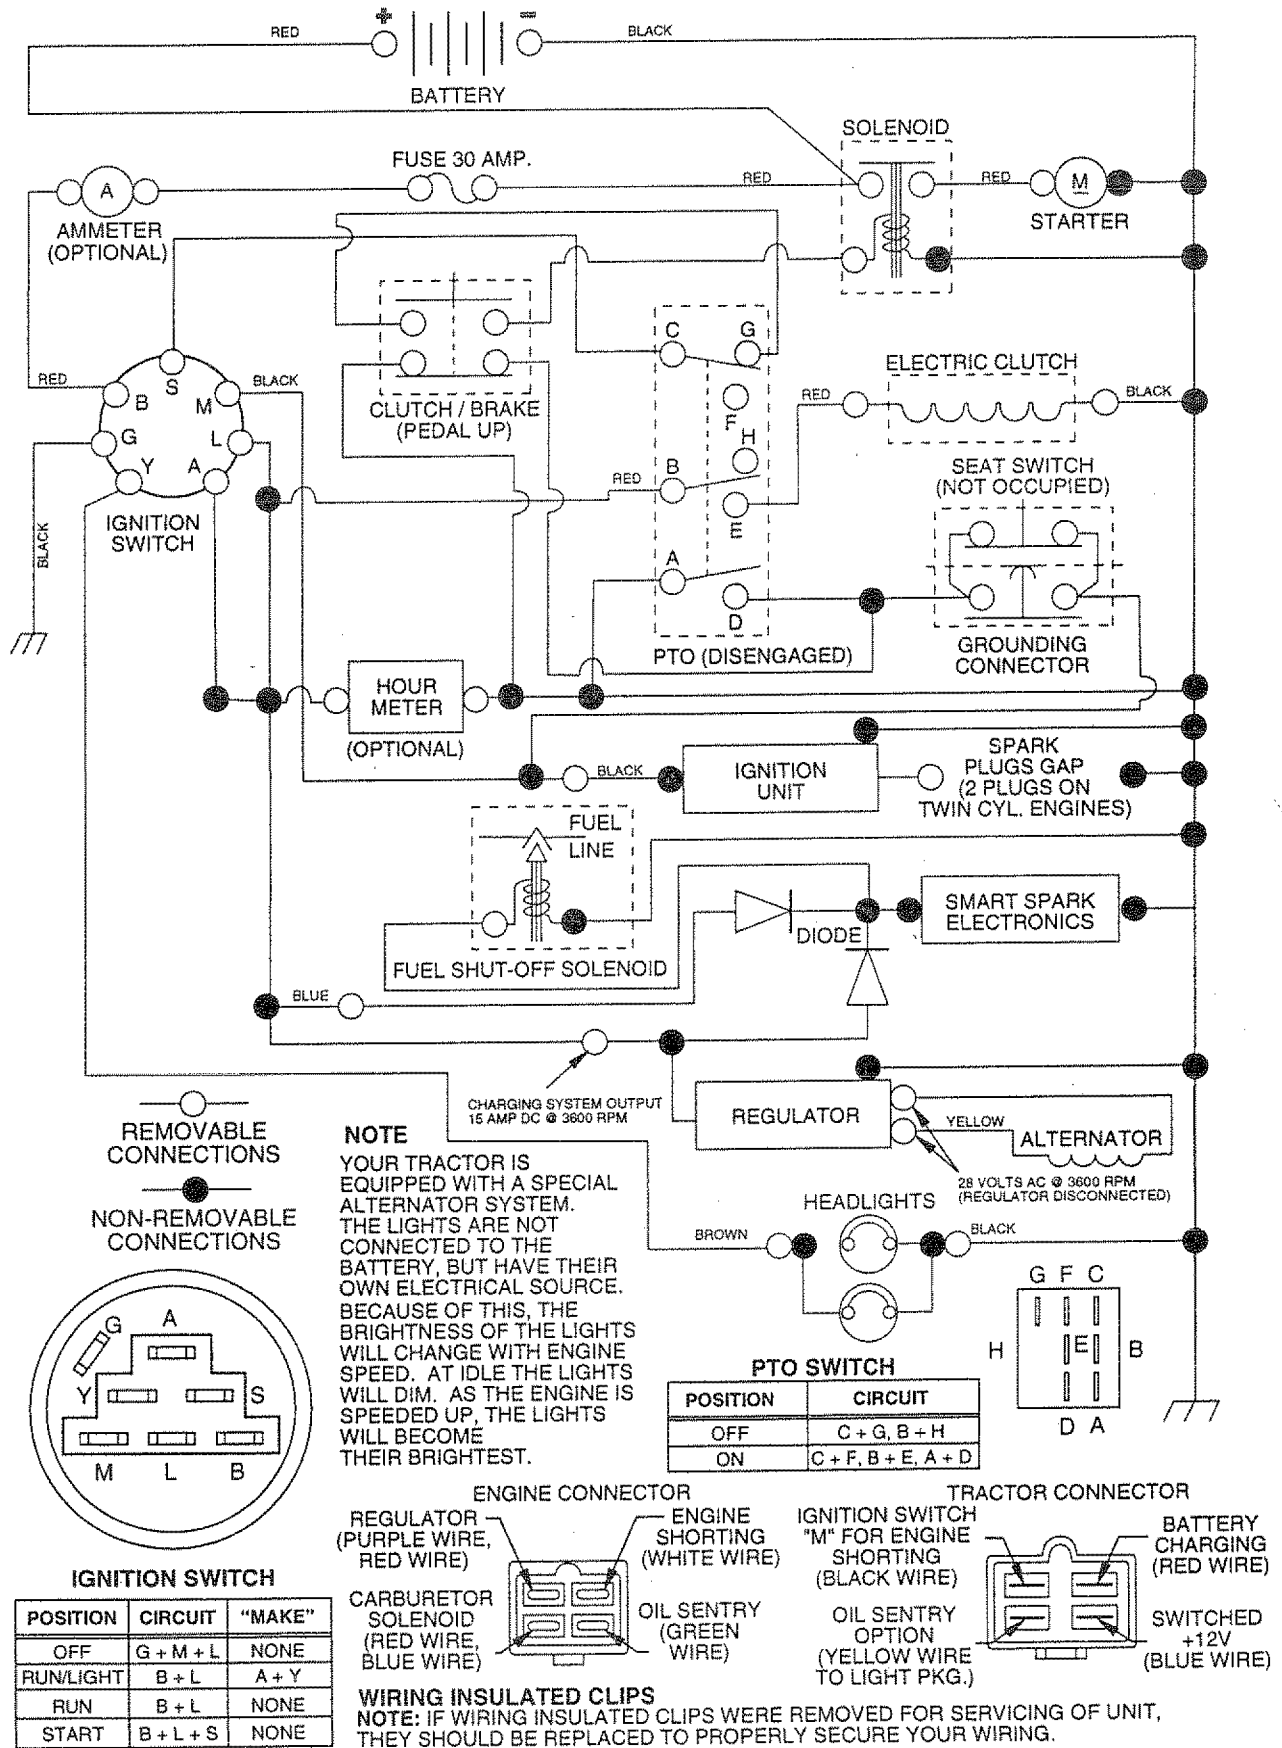 +
−
RED
BLACK
BATTERY
SOLENOID
FUSE 30 AMP.
A
RED
RED
M
AMMETER
(OPTIONAL)
STARTER
C
G
ELECTRIC CLUTCH
RED
S
BLACK
B
M
CLUTCH / BRAKE
(PEDAL UP)
RED
BLACK
F
G
L
H
Y
A
B
RED
SEAT SWITCH
(NOT OCCUPIED)
IGNITION
SWITCH
BLACK
E
A
D
PTO (DISENGAGED)
GROUNDING
CONNECTOR
HOUR
METER
(OPTIONAL)
BLACK
IGNITION
UNIT
SPARK
PLUGS GAP
(2 PLUGS ON
TWIN CYL. ENGINES)
FUEL
LINE
SMART SPARK
ELECTRONICS
DIODE
FUEL SHUT-OFF SOLENOID
BLUE
CHARGING SYSTEM OUTPUT
15 AMP DC @ 3600 RPM
REGULATOR
YELLOW
ALTERNATOR
28 VOLTS AC @ 3600 RPM
(REGULATOR DISCONNECTED)
REMOVABLE
CONNECTIONS
NON-REMOVABLE
CONNECTIONS
NOTE
YOUR TRACTOR IS
EQUIPPED WITH A SPECIAL
ALTERNATOR SYSTEM.
THE LIGHTS ARE NOT
CONNECTED TO THE
BATTERY, BUT HAVE THEIR
OWN ELECTRICAL SOURCE.
BECAUSE OF THIS, THE
BRIGHTNESS OF THE LIGHTS
WILL CHANGE WITH ENGINE
SPEED. AT IDLE THE LIGHTS
WILL DIM. AS THE ENGINE IS
SPEEDED UP, THE LIGHTS
WILL BECOME
THEIR BRIGHTEST.
HEADLIGHTS
BROWN
BLACK
G F C
H
E
B
D A
G
A
Y
S
M L B
PTO SWITCH
POSITION CIRCUIT
OFF C + G, B + H
ON C + F, B + E, A + D
IGNITION SWITCH
POSITION CIRCUIT "MAKE"
OFF G + M + L NONE
RUN/LIGHT B + L A + Y
RUN B + L NONE
START B + L + S NONE
ENGINE CONNECTOR
REGULATOR
(PURPLE WIRE,
RED WIRE)
ENGINE
SHORTING
(WHITE WIRE)
CARBURETOR
SOLENOID
(RED WIRE,
BLUE WIRE)
OIL SENTRY
(GREEN
WIRE)
TRACTOR CONNECTOR
IGNITION SWITCH
"M" FOR ENGINE
SHORTING
(BLACK WIRE)
BATTERY
CHARGING
(RED WIRE)
OIL SENTRY
OPTION
(YELLOW WIRE
TO LIGHT PKG.)
SWITCHED
+12V
(BLUE WIRE)
WIRING INSULATED CLIPS
NOTE: IF WIRING INSULATED CLIPS WERE REMOVED FOR SERVICING OF UNIT,
THEY SHOULD BE REPLACED TO PROPERLY SECURE YOUR WIRING.